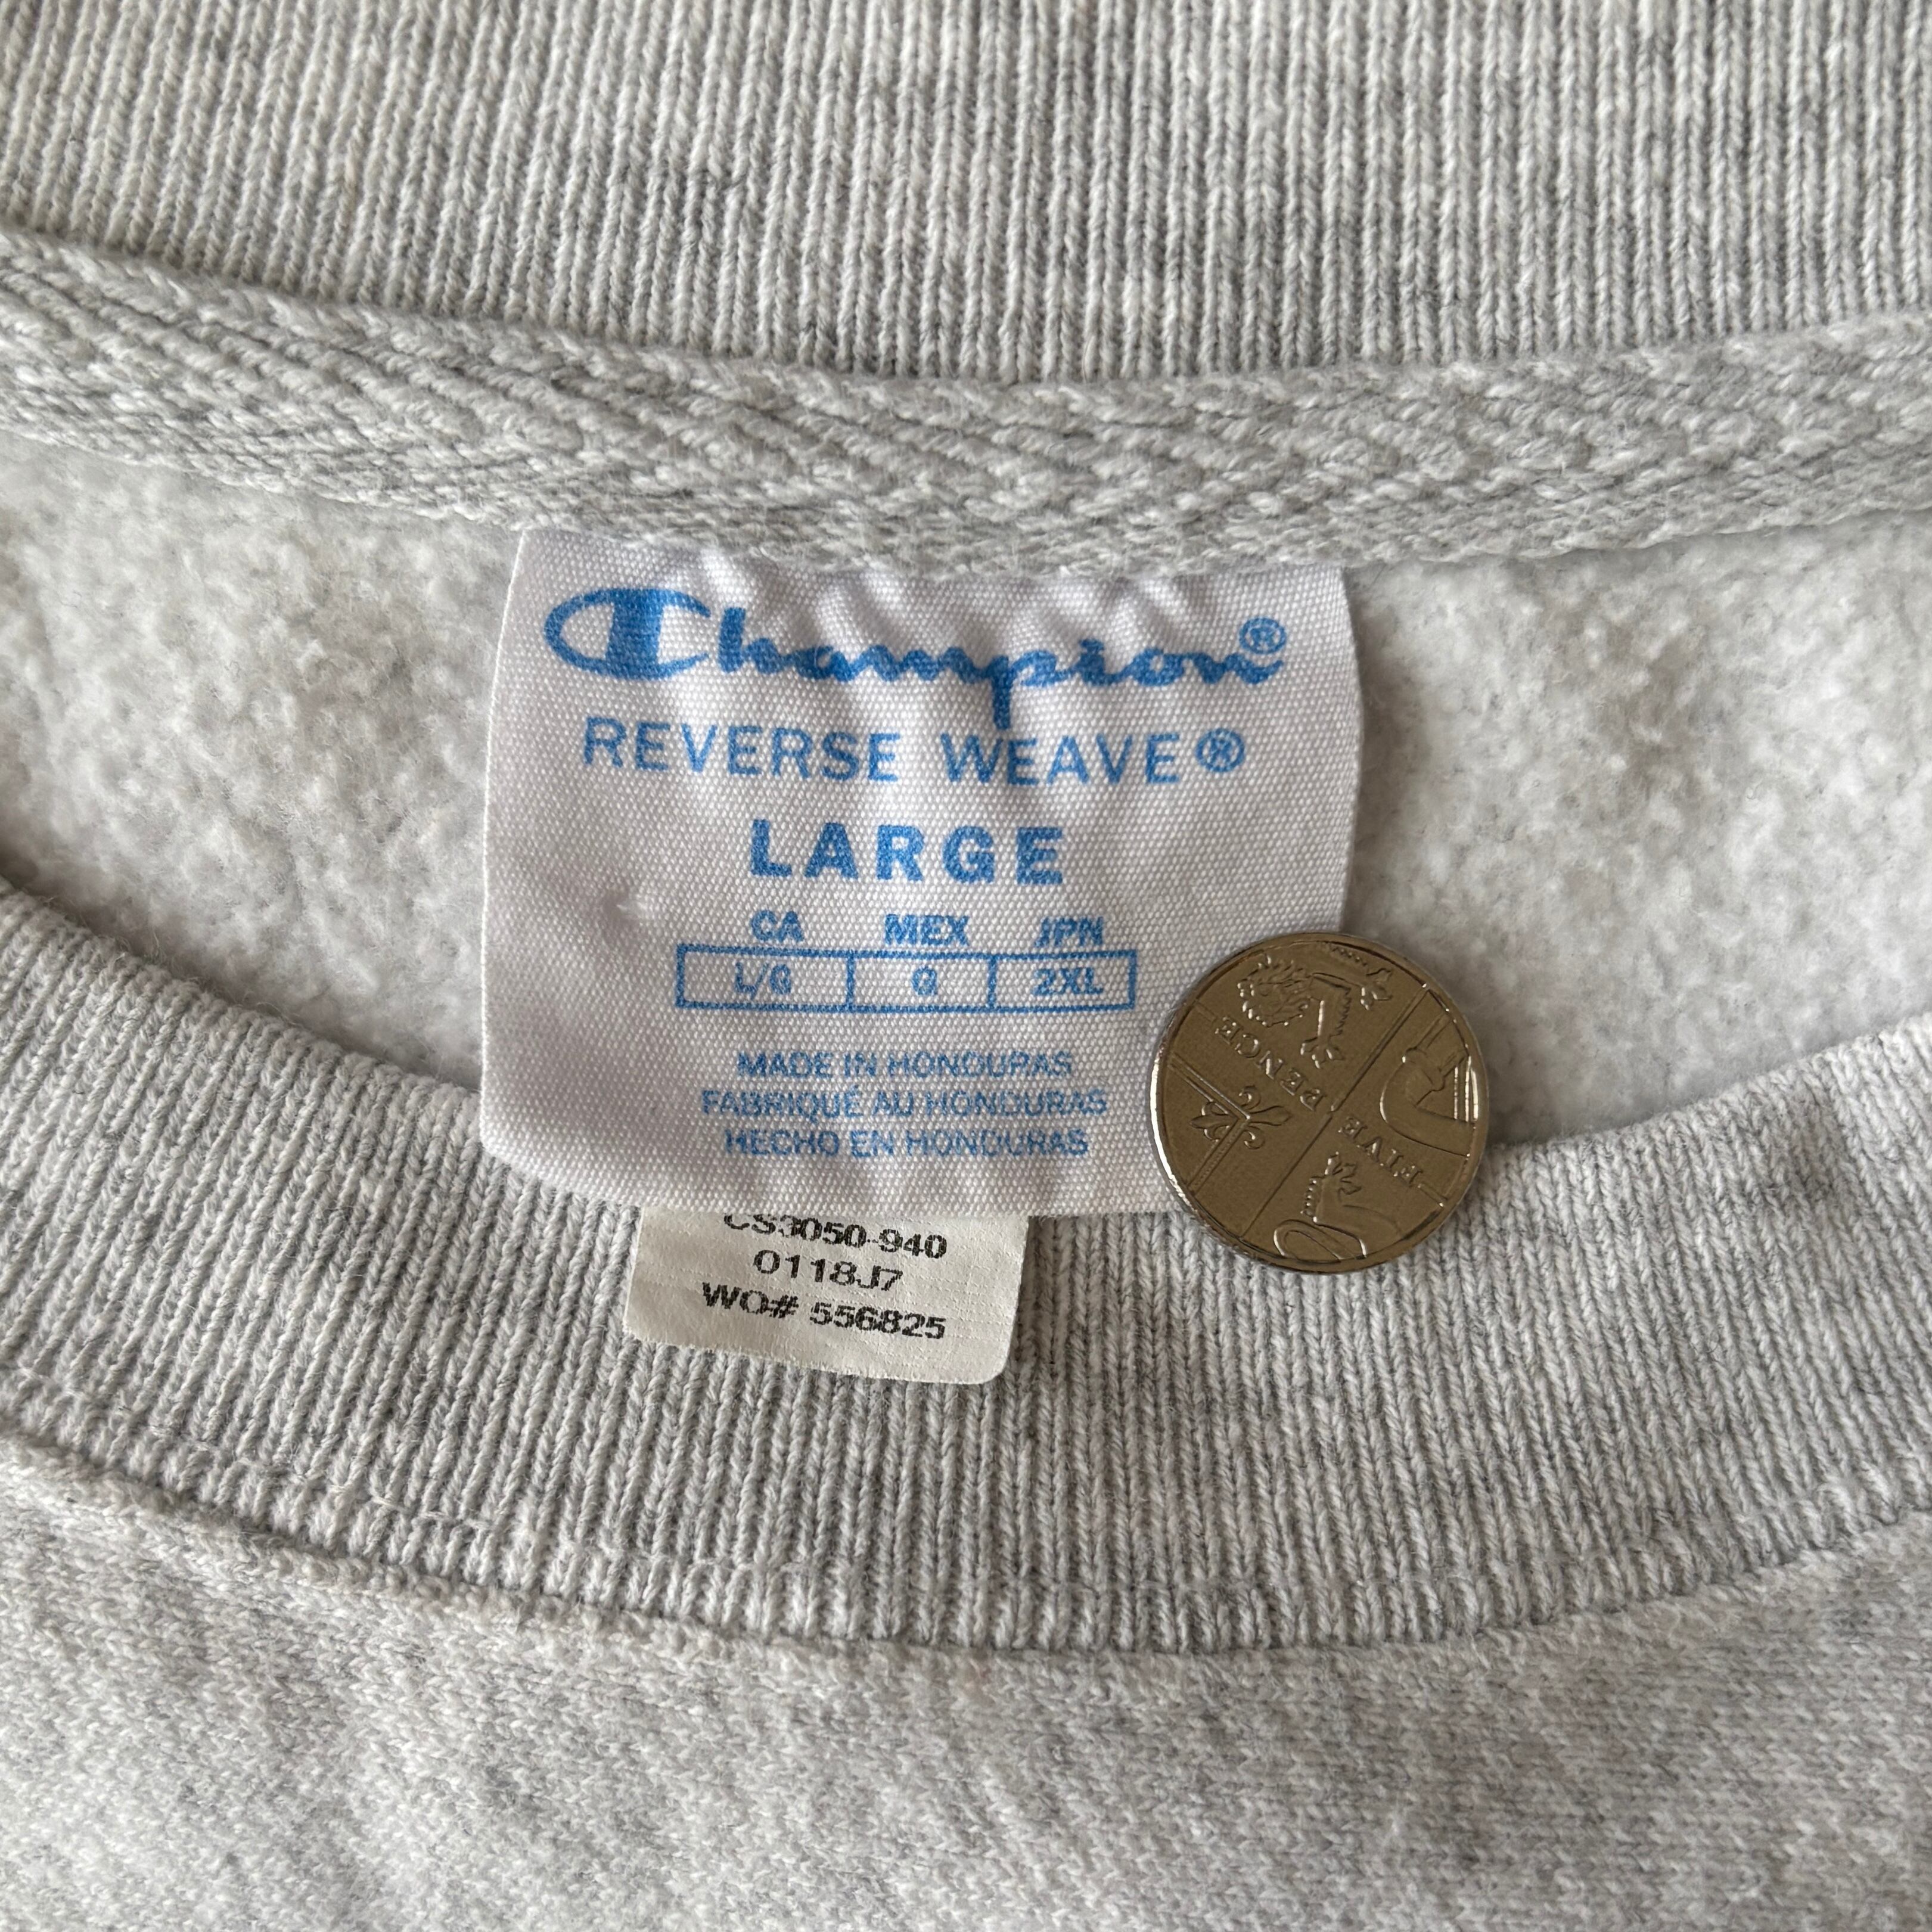 Champion®
REVERSE WEAVE®
LARGE
CA MEX JPN
L/G G 2XL
MADE IN HONDURAS
FABRIQUÉ AU HONDURAS
HECHO EN HONDURAS
CS3050-940
0118J7
WO# 556825
FIVE PENCE